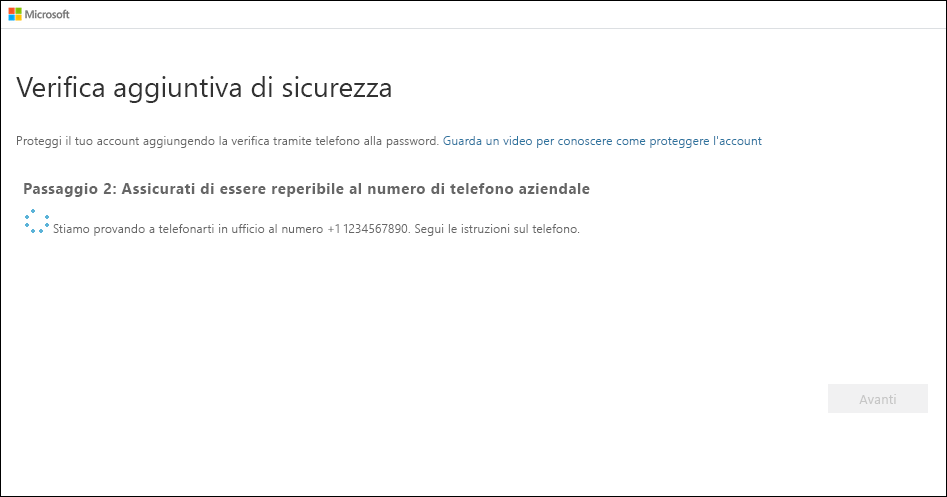 Microsoft
Verifica aggiuntiva di sicurezza
Proteggi il tuo account aggiungendo la verifica tramite telefono alla password. Guarda un video per conoscere come proteggere l'account
Passaggio 2: Assicurati di essere reperibile al numero di telefono aziendale
Stiamo provando a telefonarti in ufficio al numero +1 1234567890. Segui le istruzioni sul telefono.
Avanti